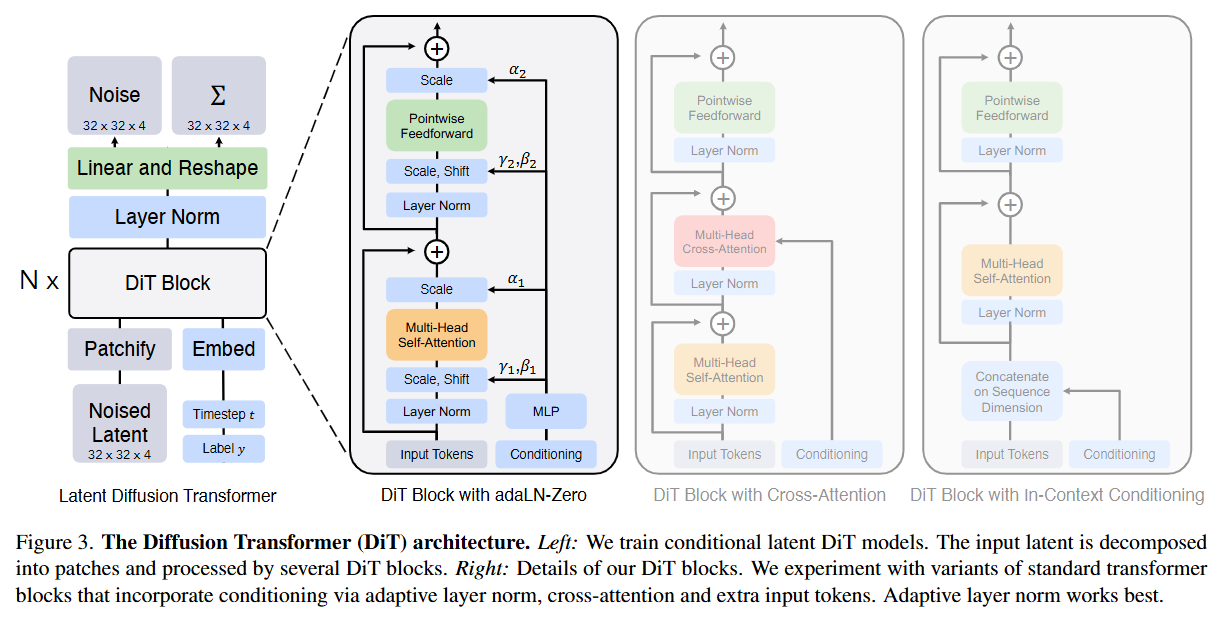 Noise
32 x 32 x 4
Σ
32 x 32 x 4
Linear and Reshape
Layer Norm
N x
DiT Block
Patchify
Embed
Noised
Latent
32 x 32 x 4
Timestep t
Label y
Latent Diffusion Transformer
+
Scale
α₂
Pointwise
Feedforward
γ₂,β₂
Scale, Shift
Layer Norm
+
Scale
α₁
Multi-Head
Self-Attention
γ₁,β₁
Scale, Shift
Layer Norm
MLP
Input Tokens
Conditioning
DiT Block with adaLN-Zero
+
Pointwise
Feedforward
Layer Norm
+
Multi-Head
Cross-Attention
Layer Norm
+
Multi-Head
Self-Attention
Layer Norm
Input Tokens
Conditioning
DiT Block with Cross-Attention
+
Pointwise
Feedforward
Layer Norm
+
Multi-Head
Self-Attention
Layer Norm
Concatenate
on Sequence
Dimension
Input Tokens
Conditioning
DiT Block with In-Context Conditioning
Figure 3. The Diffusion Transformer (DiT) architecture. Left: We train conditional latent DiT models. The input latent is decomposed
into patches and processed by several DiT blocks. Right: Details of our DiT blocks. We experiment with variants of standard transformer
blocks that incorporate conditioning via adaptive layer norm, cross-attention and extra input tokens. Adaptive layer norm works best.